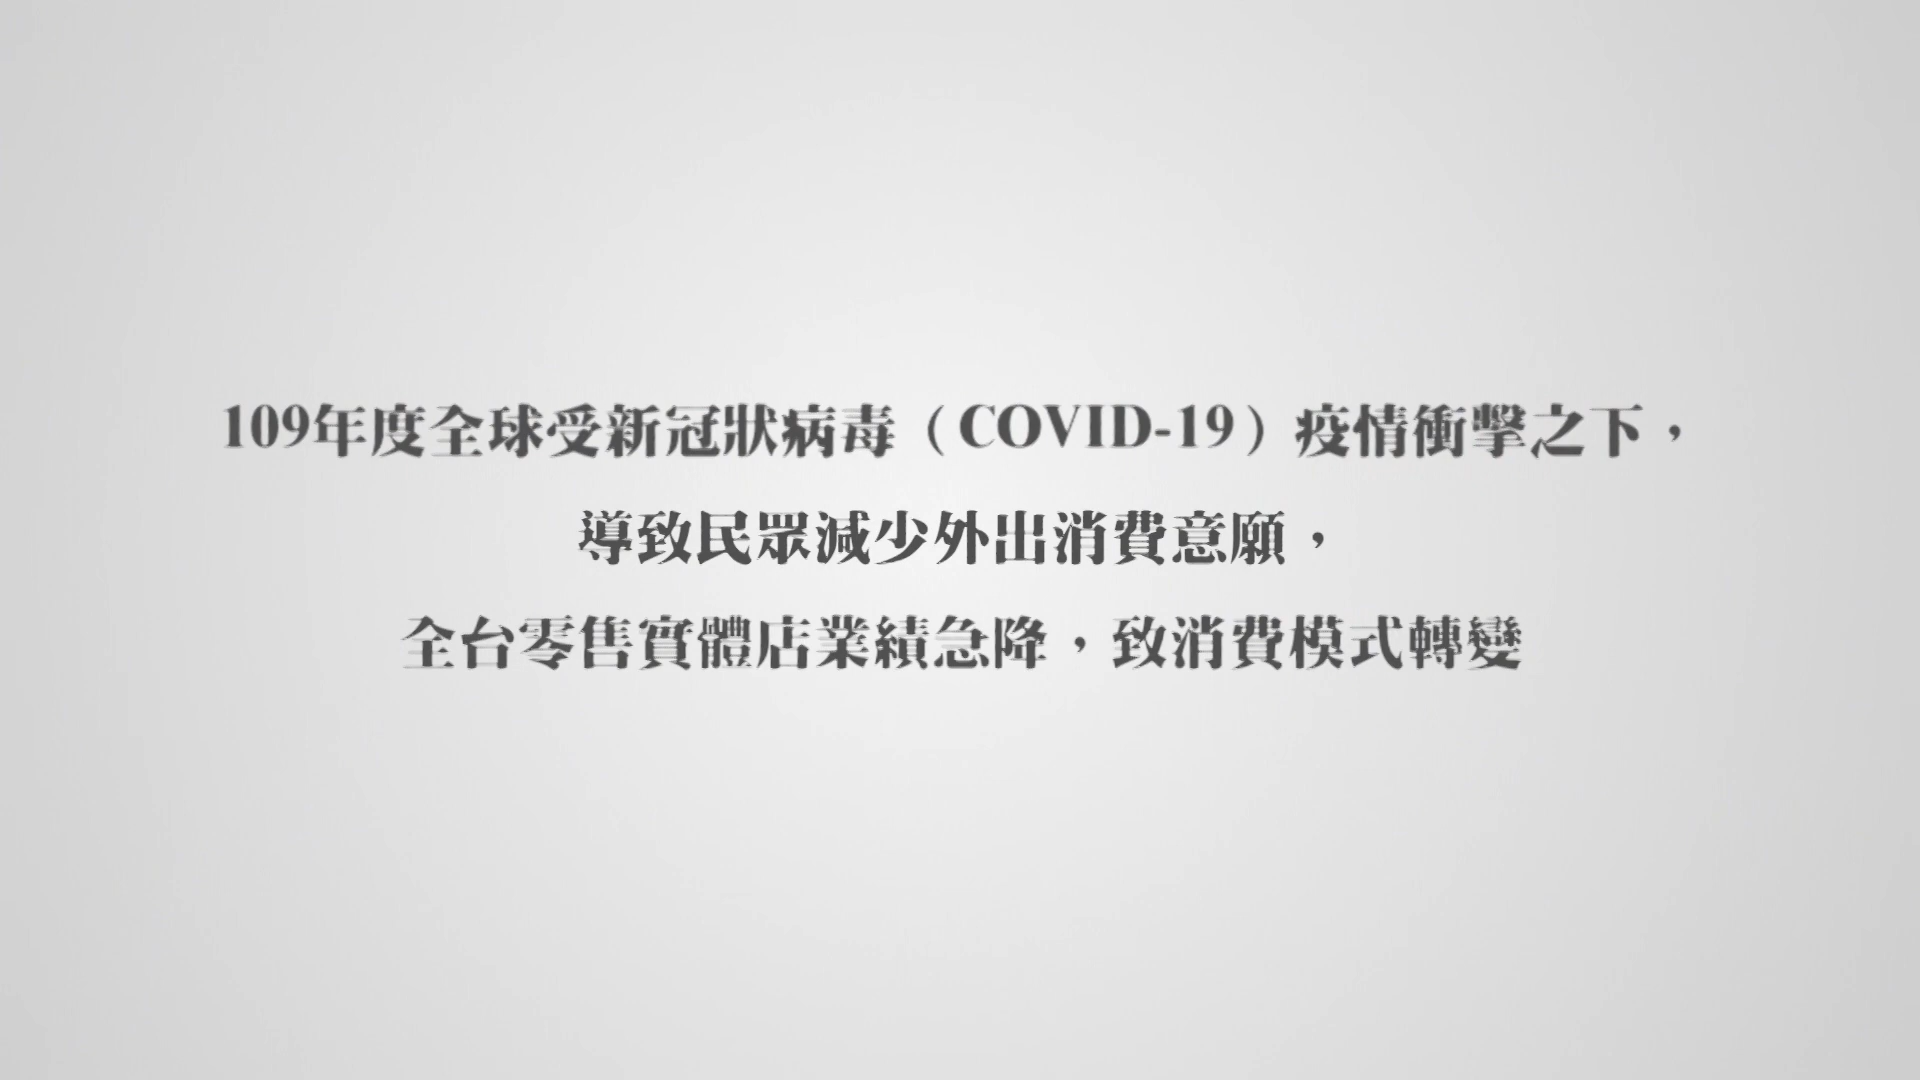 109年度全球受新冠狀病毒（COVID-19）疫情衝擊之下，
導致民眾減少外出消費意願，
全台零售實體店業績急降，致消費模式轉變